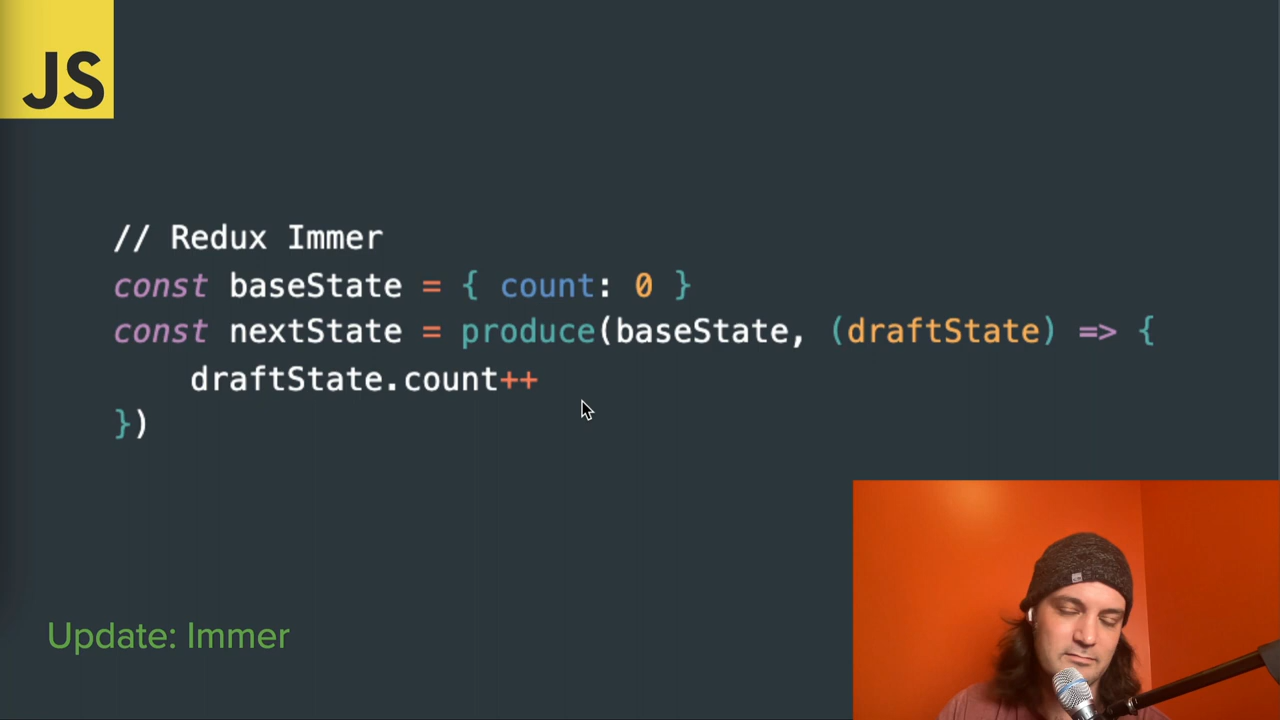 JS
// Redux Immer
const baseState = { count: 0 }
const nextState = produce(baseState, (draftState) => {
    draftState.count++
})
Update: Immer